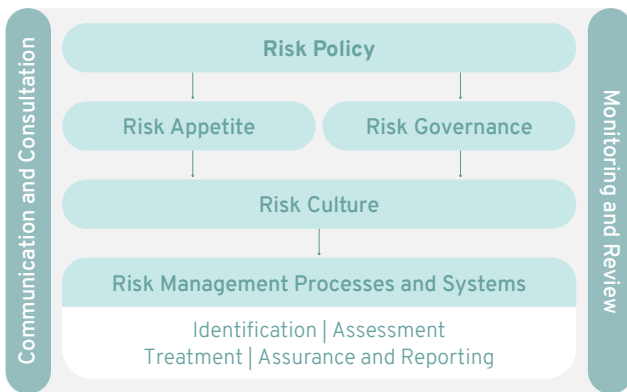 Communication and Consultation
Risk Policy
Risk Appetite
Risk Governance
Risk Culture
Risk Management Processes and Systems
Identification | Assessment
Treatment | Assurance and Reporting
Monitoring and Review